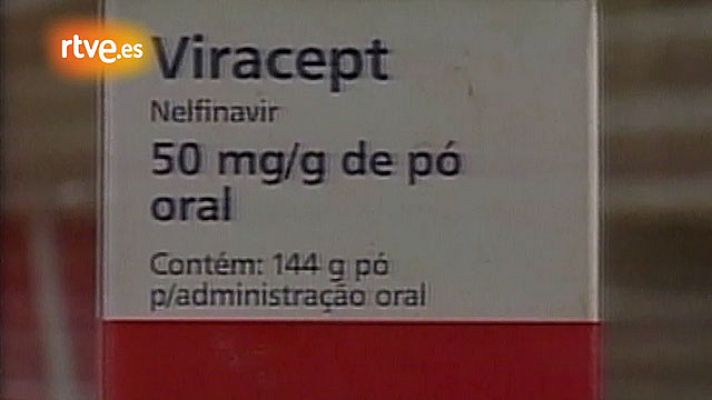 rtve.es
Viracept
Nelfinavir
50 mg/g de pó
oral
Contém: 144 g pó
p/administração oral